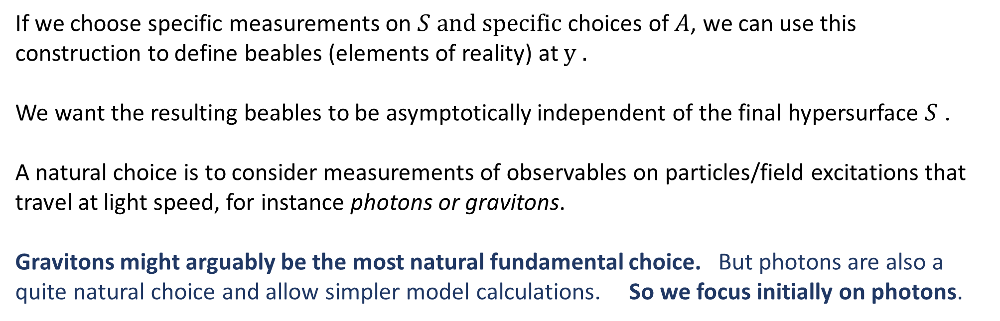 If we choose specific measurements on S and specific choices of A, we can use this
construction to define beables (elements of reality) at y .
We want the resulting beables to be asymptotically independent of the final hypersurface S .
A natural choice is to consider measurements of observables on particles/field excitations that
travel at light speed, for instance photons or gravitons.
Gravitons might arguably be the most natural fundamental choice. But photons are also a
quite natural choice and allow simpler model calculations. So we focus initially on photons.